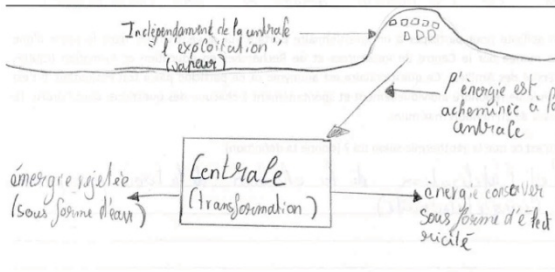 Indépendament de la centrale
"l'exploitation"
(vapeur)
l'énergie est
acheminée à la
centrale
Centrale
(transformation)
énergie rejetée
(sous forme d'eau)
énergie conserver
sous forme d'élect
ricité